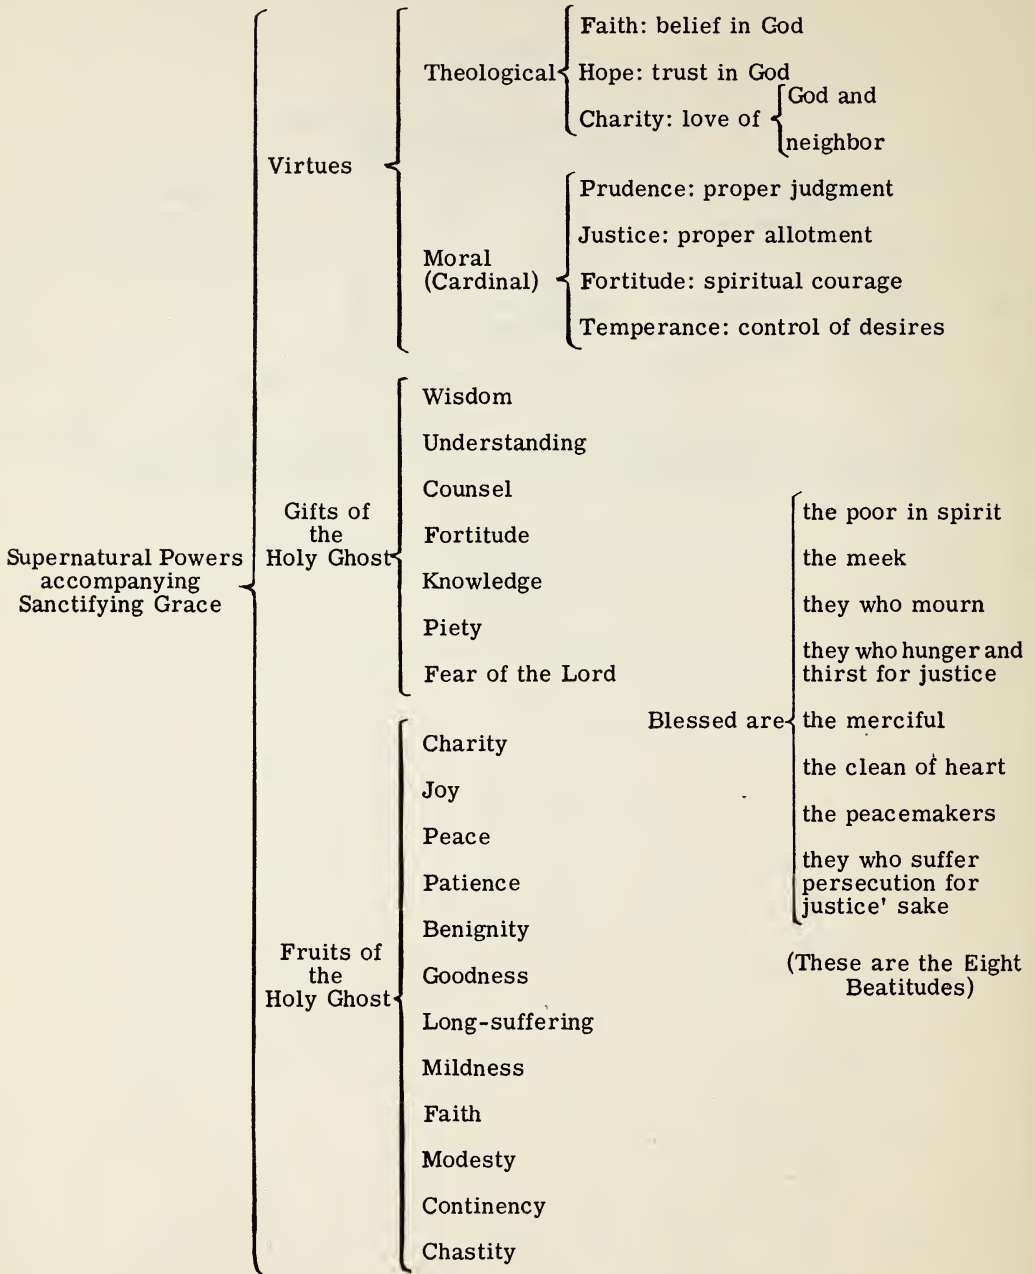 Supernatural Powers
accompanying
Sanctifying Grace
Virtues
Theological
Faith: belief in God
Hope: trust in God
Charity: love of
God and
neighbor
Moral
(Cardinal)
Prudence: proper judgment
Justice: proper allotment
Fortitude: spiritual courage
Temperance: control of desires
Gifts of
the
Holy Ghost
Wisdom
Understanding
Counsel
Fortitude
Knowledge
Piety
Fear of the Lord
Fruits of
the
Holy Ghost
Charity
Joy
Peace
Patience
Benignity
Goodness
Long-suffering
Mildness
Faith
Modesty
Continency
Chastity
Blessed are
the poor in spirit
the meek
they who mourn
they who hunger and
thirst for justice
the merciful
the clean of heart
the peacemakers
they who suffer
persecution for
justice' sake
(These are the Eight
Beatitudes)